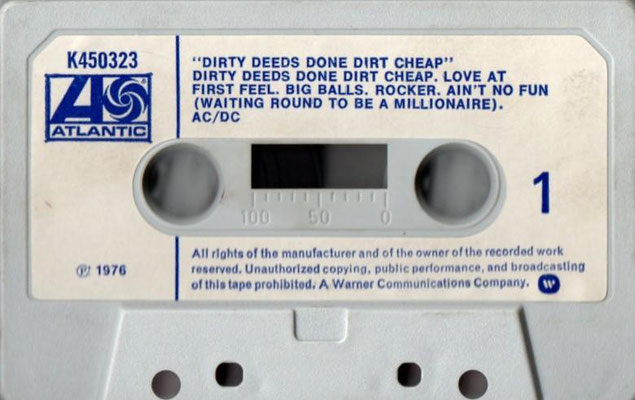 K450323
ATLANTIC
"DIRTY DEEDS DONE DIRT CHEAP"
DIRTY DEEDS DONE DIRT CHEAP. LOVE AT
FIRST FEEL. BIG BALLS. ROCKER. AIN'T NO FUN
(WAITING ROUND TO BE A MILLIONAIRE).
AC/DC
100 50 0
1
℗ 1976
All rights of the manufacturer and of the owner of the recorded work
reserved. Unauthorized copying, public performance, and broadcasting
of this tape prohibited. A Warner Communications Company.